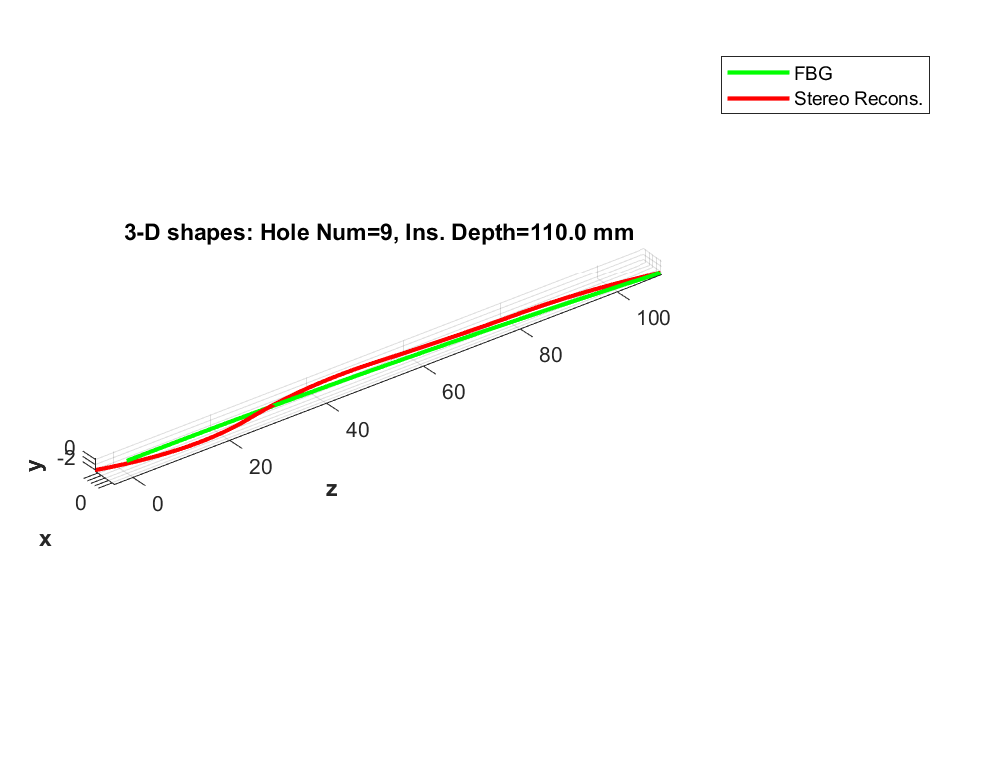 FBG
Stereo Recons.
3-D shapes: Hole Num=9, Ins. Depth=110.0 mm
100
80
60
40
20
0
z
0
-2
y
0
x